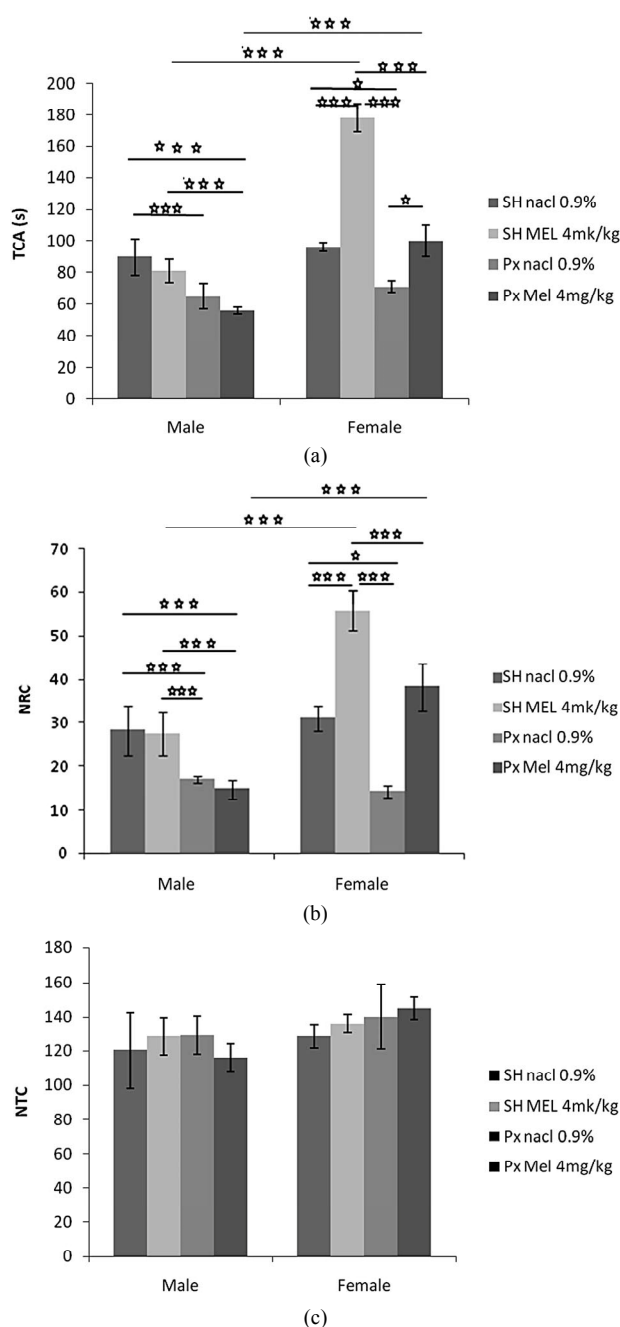 ☆☆☆
☆☆☆
☆☆☆
☆
☆☆☆ ☆☆☆
☆☆☆
☆☆☆
☆☆☆
☆
TCA (s)
200
180
160
140
120
100
80
60
40
20
0
SH nacl 0.9%
SH MEL 4mk/kg
Px nacl 0.9%
Px Mel 4mg/kg
Male Female
(a)
☆☆☆
☆☆☆
☆☆☆
☆
☆☆☆ ☆☆☆
☆☆☆
☆☆☆
☆☆☆
☆☆☆
NRC
70
60
50
40
30
20
10
0
SH nacl 0.9%
SH MEL 4mk/kg
Px nacl 0.9%
Px Mel 4mg/kg
Male Female
(b)
NTC
180
160
140
120
100
80
60
40
20
0
SH nacl 0.9%
SH MEL 4mk/kg
Px nacl 0.9%
Px Mel 4mg/kg
Male Female
(c)